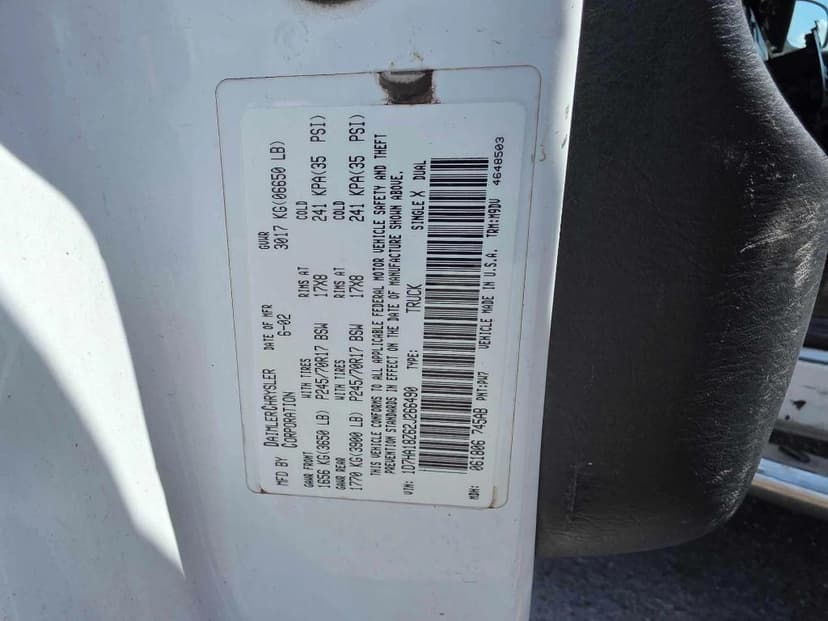 MFD BY DAIMLERCHRYSLER CORPORATION DATE OF MFR 6-02 GVWR 3017 KG(06650 LB)
GAWR FRONT WITH TIRES RIMS AT COLD
1656 KG(3650 LB) P245/70R17 BSW 17X8 241 KPA(35 PSI)
GAWR REAR WITH TIRES RIMS AT COLD
1770 KG(3900 LB) P245/70R17 BSW 17X8 241 KPA(35 PSI)
THIS VEHICLE CONFORMS TO ALL APPLICABLE FEDERAL MOTOR VEHICLE SAFETY AND THEFT
PREVENTION STANDARDS IN EFFECT ON THE DATE OF MANUFACTURE SHOWN ABOVE.
VIN: 1D7HA18Z62J266490 TYPE: TRUCK SINGLE X DUAL
MDH: 061806 745AB PNT:PW7 VEHICLE MADE IN U.S.A. TRM:M9DV 4648503